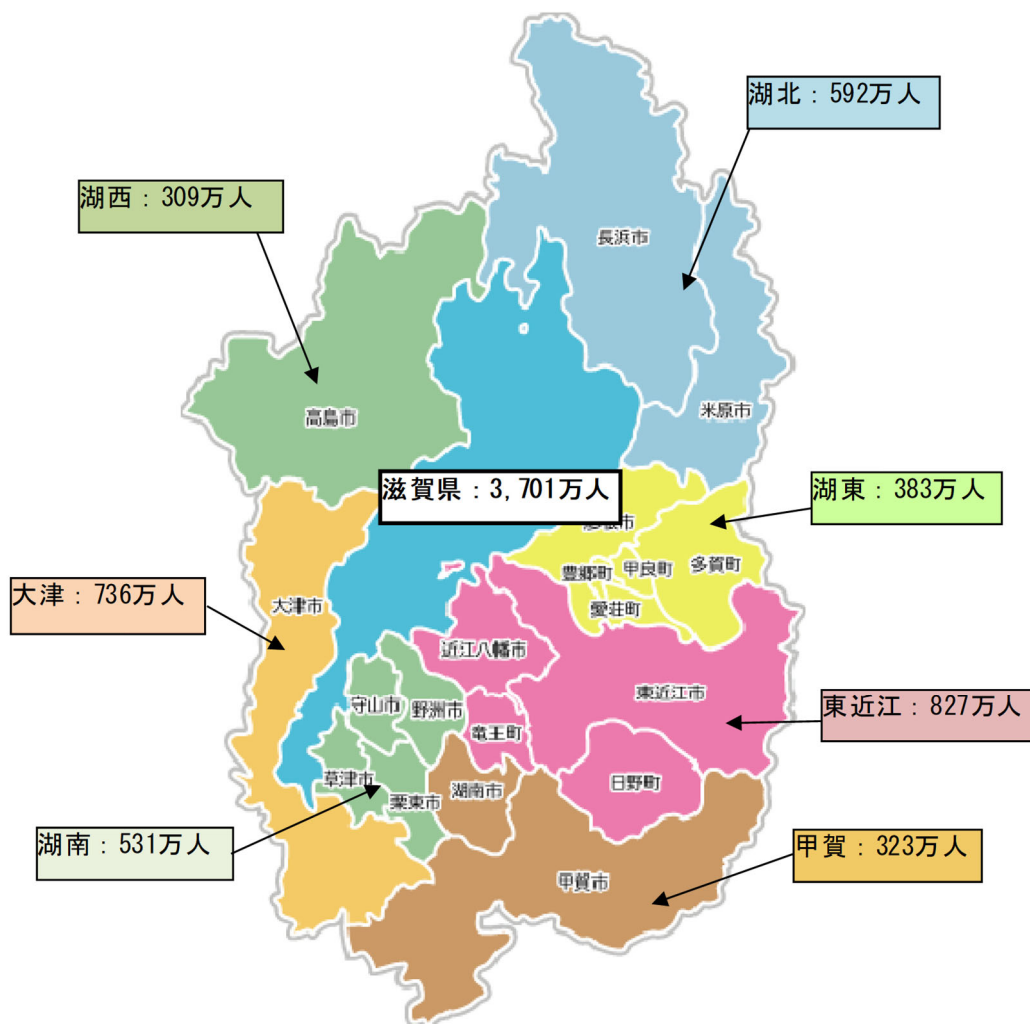 湖北：592万人
湖西：309万人
長浜市
米原市
高島市
滋賀県：3,701万人
湖東：383万人
豊郷町
甲良町
多賀町
愛荘町
大津：736万人
大津市
近江八幡市
東近江市
守山市
野洲市
竜王町
東近江：827万人
日野町
草津市
栗東市
湖南市
湖南：531万人
甲賀：323万人
甲賀市